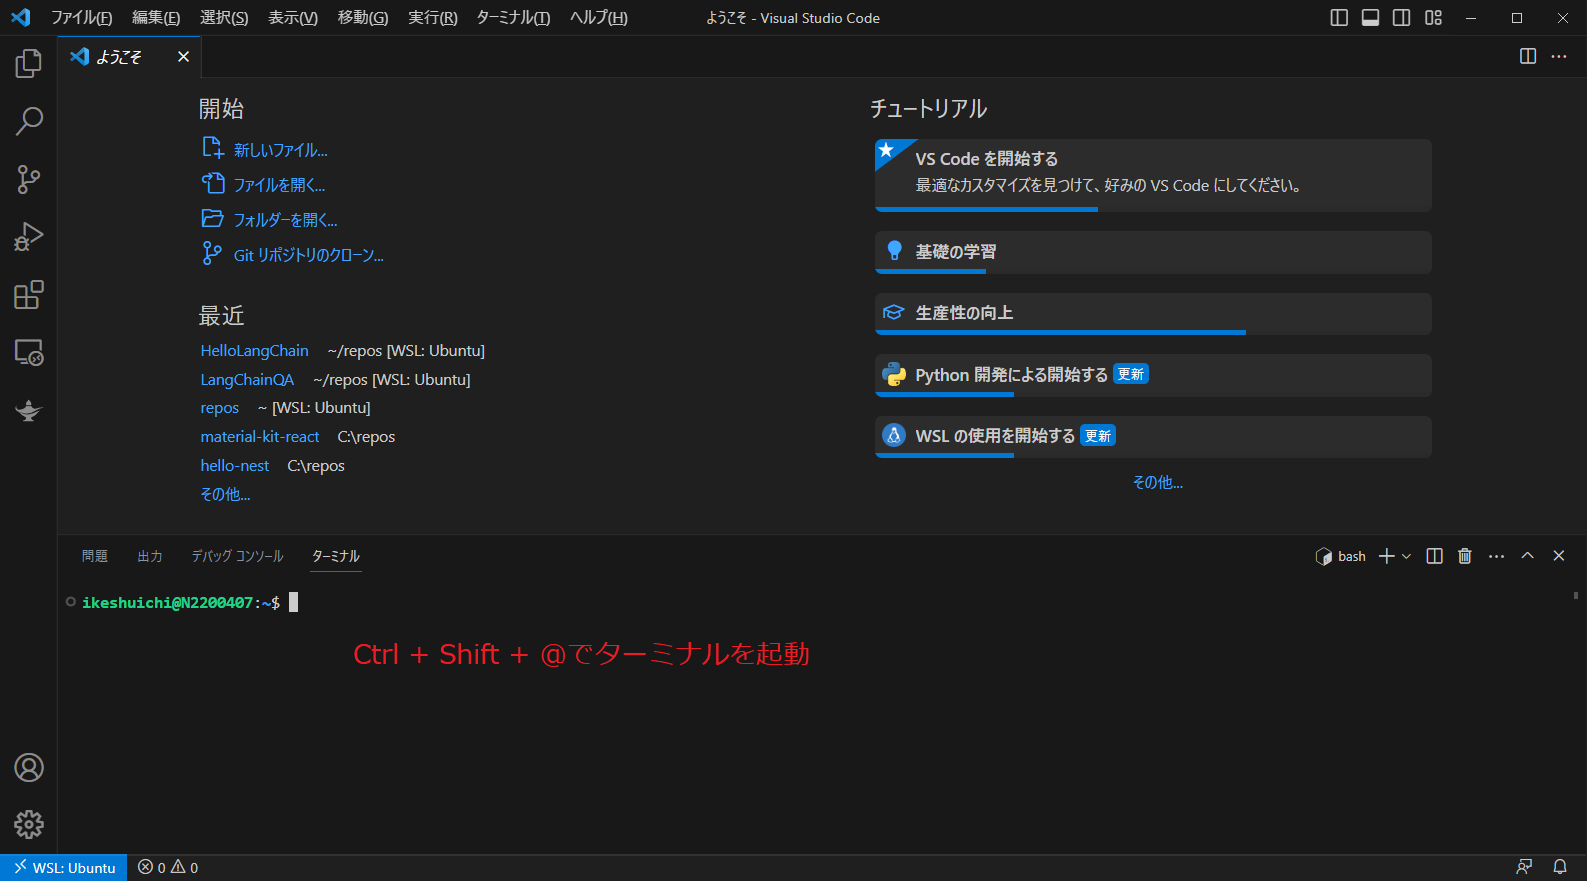 ファイル(F) 編集(E) 選択(S) 表示(V) 移動(G) 実行(R) ターミナル(T) ヘルプ(H) ようこそ - Visual Studio Code
ようこそ
開始
新しいファイル...
ファイルを開く...
フォルダーを開く...
Git リポジトリのクローン...
最近
HelloLangChain ~/repos [WSL: Ubuntu]
LangChainQA ~/repos [WSL: Ubuntu]
repos ~ [WSL: Ubuntu]
material-kit-react C:\repos
hello-nest C:\repos
その他...
チュートリアル
VS Code を開始する
最適なカスタマイズを見つけて、好みの VS Code にしてください。
基礎の学習
生産性の向上
Python 開発による開始する 更新
WSL の使用を開始する 更新
その他...
問題 出力 デバッグ コンソール ターミナル bash
ikeshuichi@N2200407:~$
Ctrl + Shift + @でターミナルを起動
WSL: Ubuntu 0 0